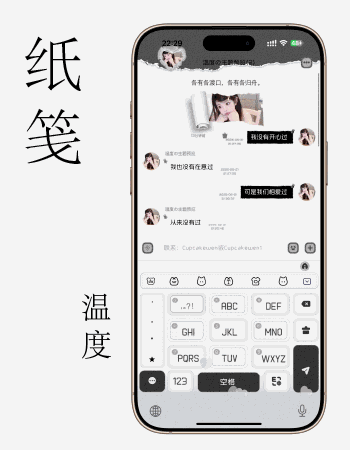 纸
笺
温
度
22:29
各有各渡口，各有各归舟。
我没有开心过
我也没有在意过
可是我们相爱过
从来没有过
.,?!
ABC
DEF
GHI
JKL
MNO
PQRS
TUV
WXYZ
123
空格